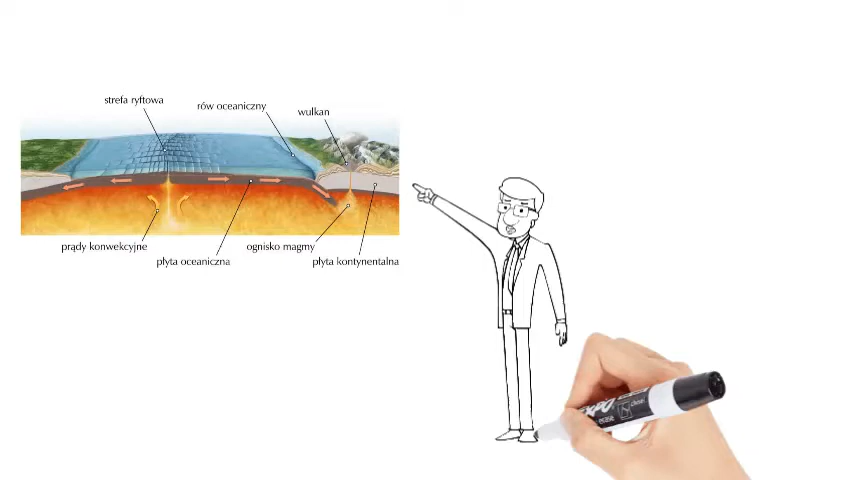 strefa ryftowa
rów oceaniczny
wulkan
prądy konwekcyjne
ognisko magmy
płyta oceaniczna
płyta kontynentalna